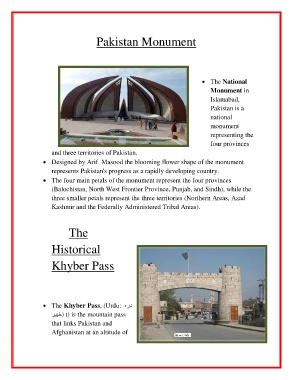 Pakistan Monument
• The National
Monument in
Islamabad,
Pakistan is a
national
monument
representing the
four provinces
and three territories of Pakistan.
• Designed by Arif Masood the blooming flower shape of the monument
represents Pakistan's progress as a rapidly developing country.
• The four main petals of the monument represent the four provinces
(Balochistan, North West Frontier Province, Punjab, and Sindh), while the
three smaller petals represent the three territories (Northern Areas, Azad
Kashmir and the Federally Administered Tribal Areas).
The
Historical
Khyber Pass
• The Khyber Pass, (Urdu: درہ
خیبر) t) is the mountain pass
that links Pakistan and
Afghanistan at an altitude of